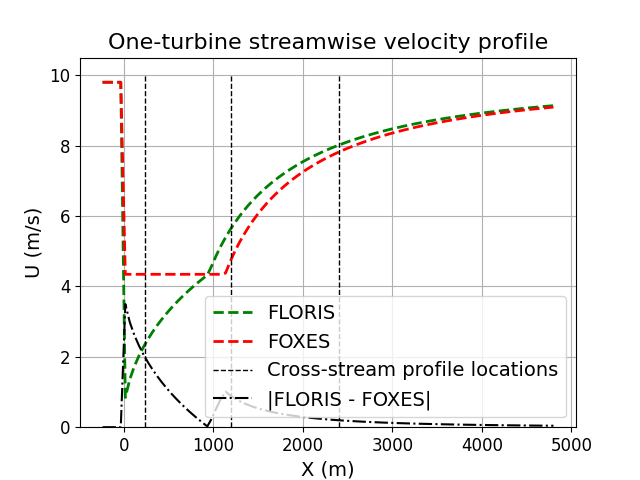 One-turbine streamwise velocity profile
U (m/s)
10
8
6
4
2
0
FLORIS
FOXES
Cross-stream profile locations
|FLORIS - FOXES|
0 1000 2000 3000 4000 5000
X (m)